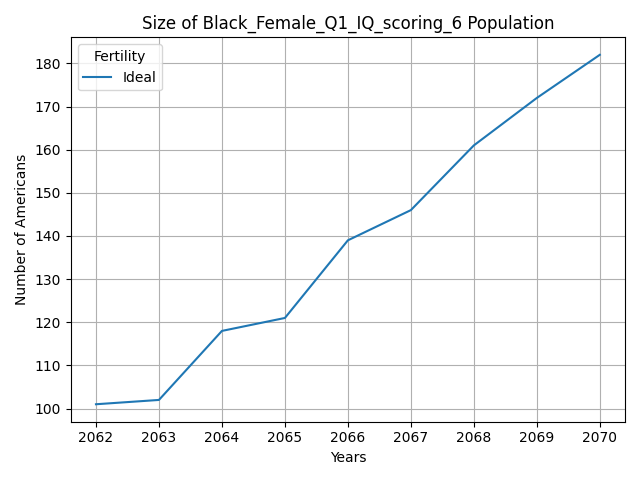 Size of Black_Female_Q1_IQ_scoring_6 Population
Fertility
Ideal
Number of Americans
180
170
160
150
140
130
120
110
100
2062 2063 2064 2065 2066 2067 2068 2069 2070
Years